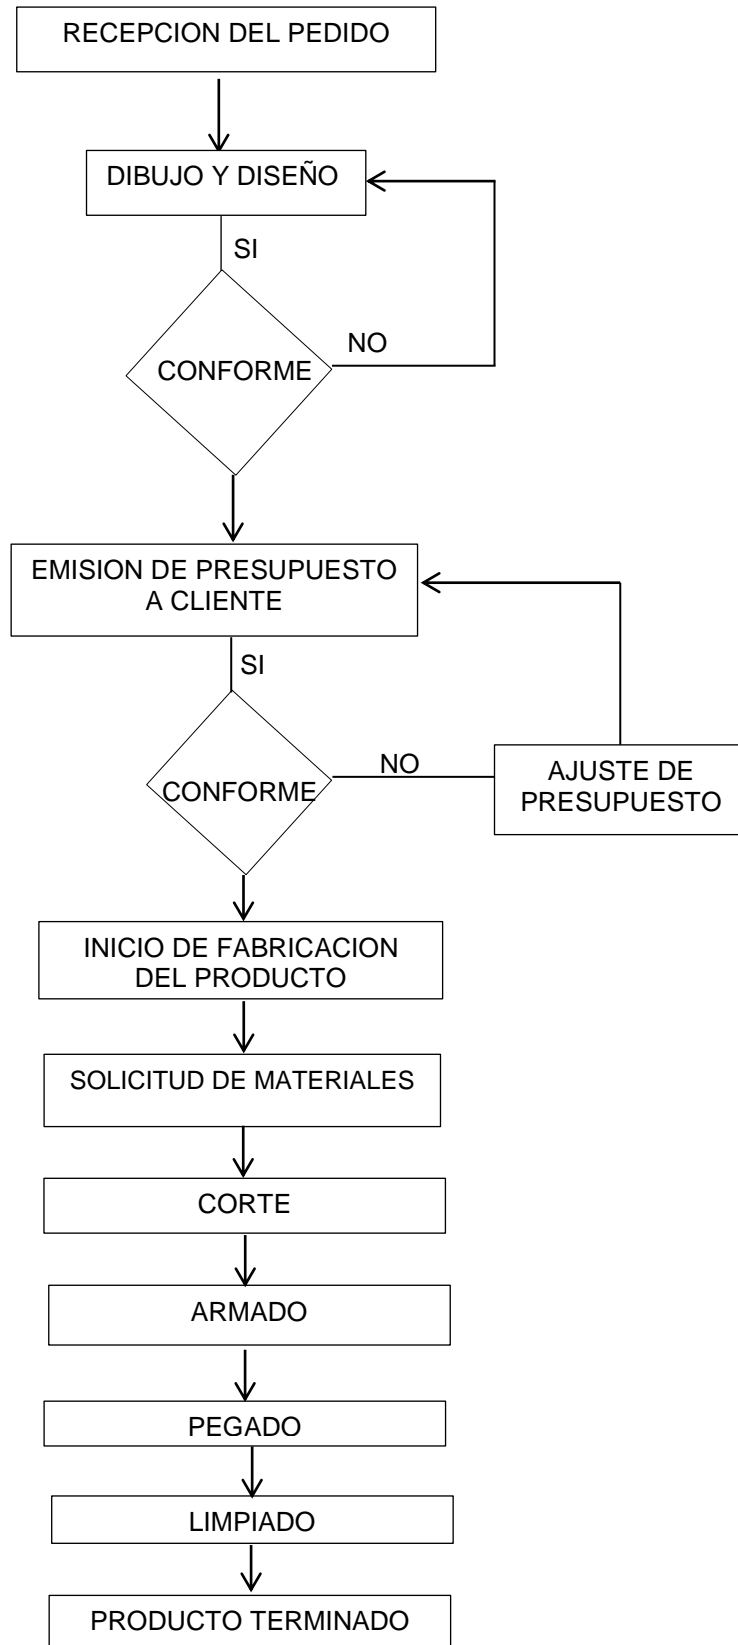 RECEPCION DEL PEDIDO
DIBUJO Y DISEÑO
SI
NO
CONFORME
EMISION DE PRESUPUESTO
A CLIENTE
SI
NO
CONFORME
AJUSTE DE
PRESUPUESTO
INICIO DE FABRICACION
DEL PRODUCTO
SOLICITUD DE MATERIALES
CORTE
ARMADO
PEGADO
LIMPIADO
PRODUCTO TERMINADO